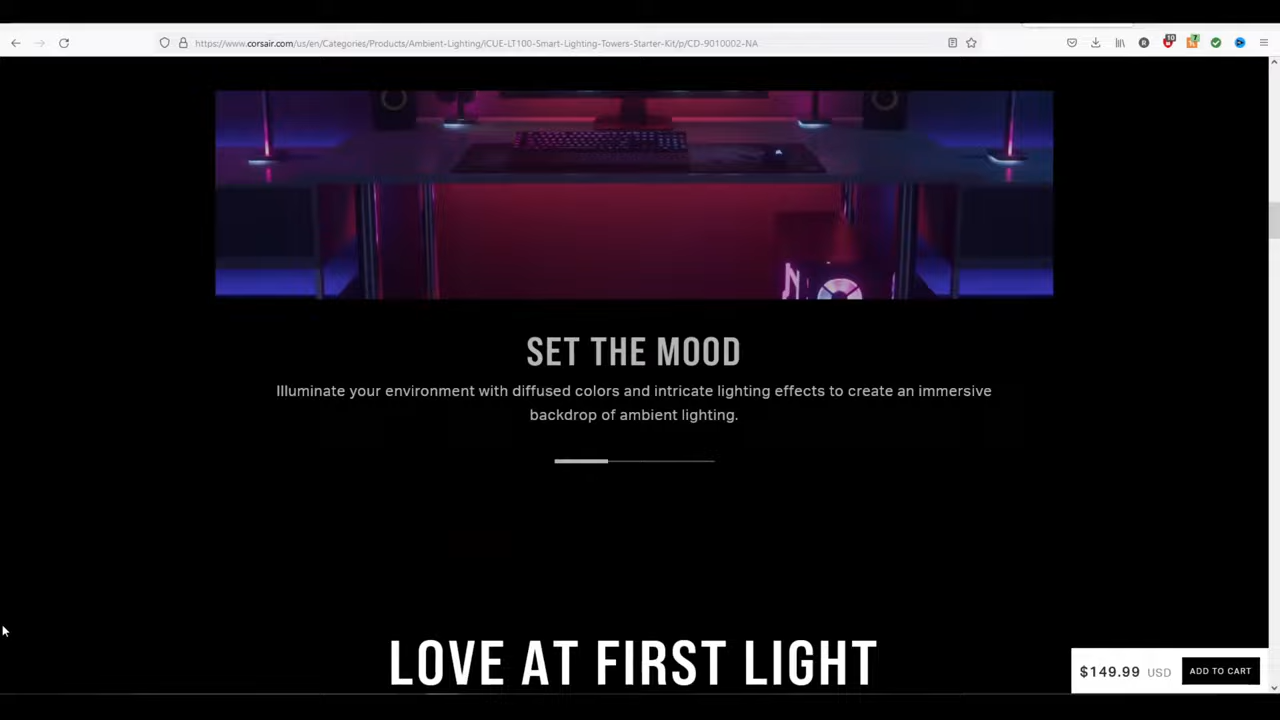 https://www.corsair.com/us/en/Categories/Products/Ambient-Lighting/iCUE-LT100-Smart-Lighting-Towers-Starter-Kit/p/CD-9010002-NA
10
7
SET THE MOOD
Illuminate your environment with diffused colors and intricate lighting effects to create an immersive
backdrop of ambient lighting.
LOVE AT FIRST LIGHT
$149.99 USD ADD TO CART